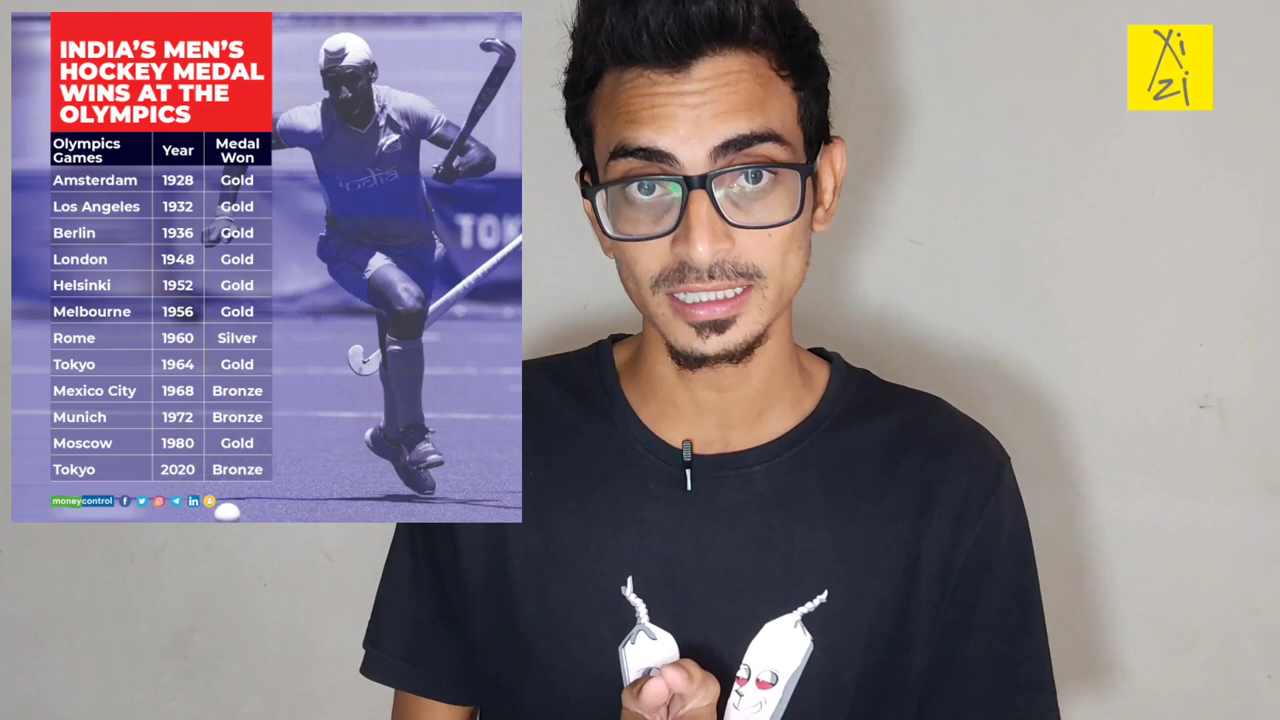 INDIA'S MEN'S
HOCKEY MEDAL
WINS AT THE
OLYMPICS
Olympics Games Year Medal Won
Amsterdam 1928 Gold
Los Angeles 1932 Gold
Berlin 1936 Gold
London 1948 Gold
Helsinki 1952 Gold
Melbourne 1956 Gold
Rome 1960 Silver
Tokyo 1964 Gold
Mexico City 1968 Bronze
Munich 1972 Bronze
Moscow 1980 Gold
Tokyo 2020 Bronze
moneycontrol
india
TOK
Xi
zi